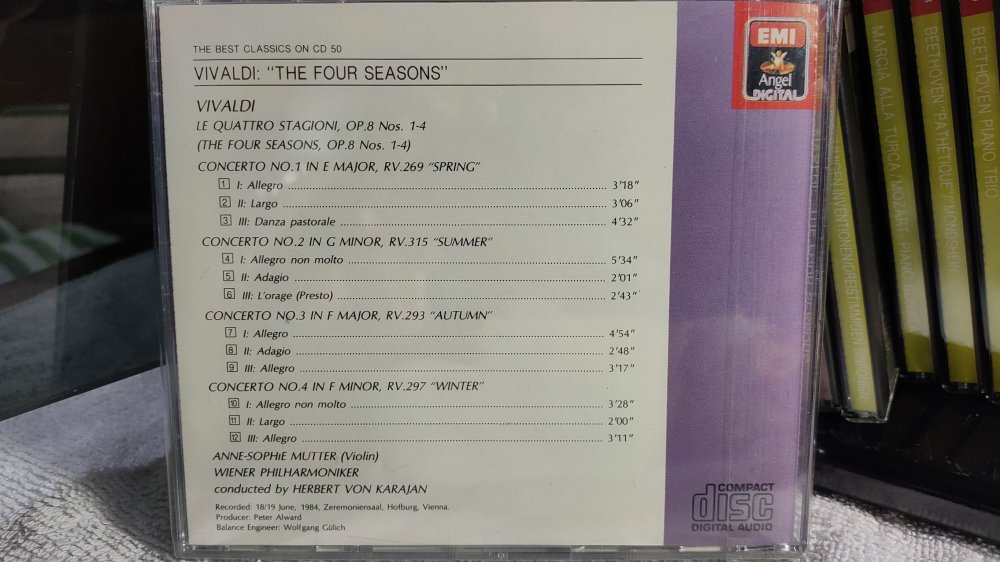 THE BEST CLASSICS ON CD 50
VIVALDI: "THE FOUR SEASONS"
VIVALDI
LE QUATTRO STAGIONI, OP.8 Nos. 1-4
(THE FOUR SEASONS, OP.8 Nos. 1-4)
CONCERTO NO.1 IN E MAJOR, RV.269 "SPRING"
1 I: Allegro 3'18"
2 II: Largo 3'06"
3 III: Danza pastorale 4'32"
CONCERTO NO.2 IN G MINOR, RV.315 "SUMMER"
4 I: Allegro non molto 5'34"
5 II: Adagio 2'01"
6 III: L'orage (Presto) 2'43"
CONCERTO NO.3 IN F MAJOR, RV.293 "AUTUMN"
7 I: Allegro 4'54"
8 II: Adagio 2'48"
9 III: Allegro 3'17"
CONCERTO NO.4 IN F MINOR, RV.297 "WINTER"
10 I: Allegro non molto 3'28"
11 II: Largo 2'00"
12 III: Allegro 3'11"
ANNE-SOPHIE MUTTER (Violin)
WIENER PHILHARMONIKER
conducted by HERBERT VON KARAJAN
Recorded: 18/19 June, 1984, Zeremoniensaal, Hofburg, Vienna.
Producer: Peter Alward
Balance Engineer: Wolfgang Gülich
EMI
Angel
DIGITAL
COMPACT
disc
DIGITAL AUDIO
INVENTIONEN/DREISTIMMIGEN
MARCIA ALLA TURCA/MOZART PIANO
BEETHOVEN:"PATHÉTIQUE"/"MONDSCHEIN
BEETHOVEN PIANO TRIO